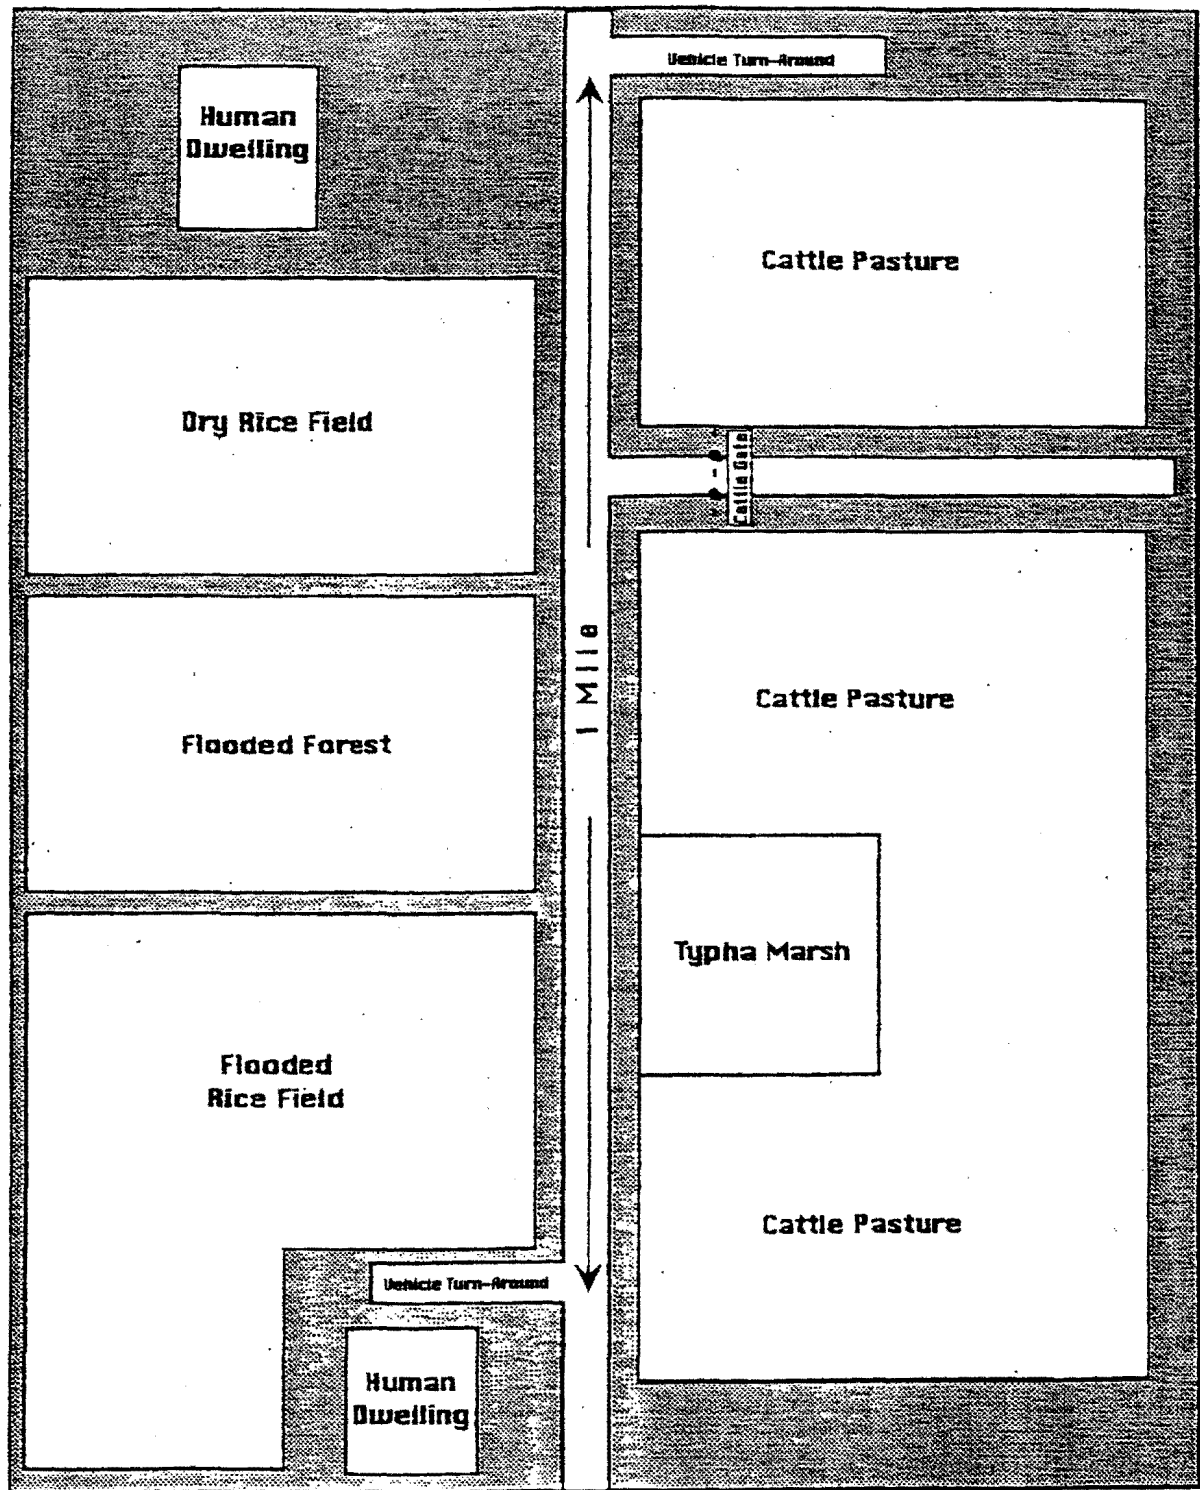 Vehicle Turn-Around
Human
Dwelling
Cattle Pasture
Dry Rice Field
Cattle Gate
1 Mile
Cattle Pasture
Flooded Forest
Typha Marsh
Flooded
Rice Field
Cattle Pasture
Vehicle Turn-Around
Human
Dwelling